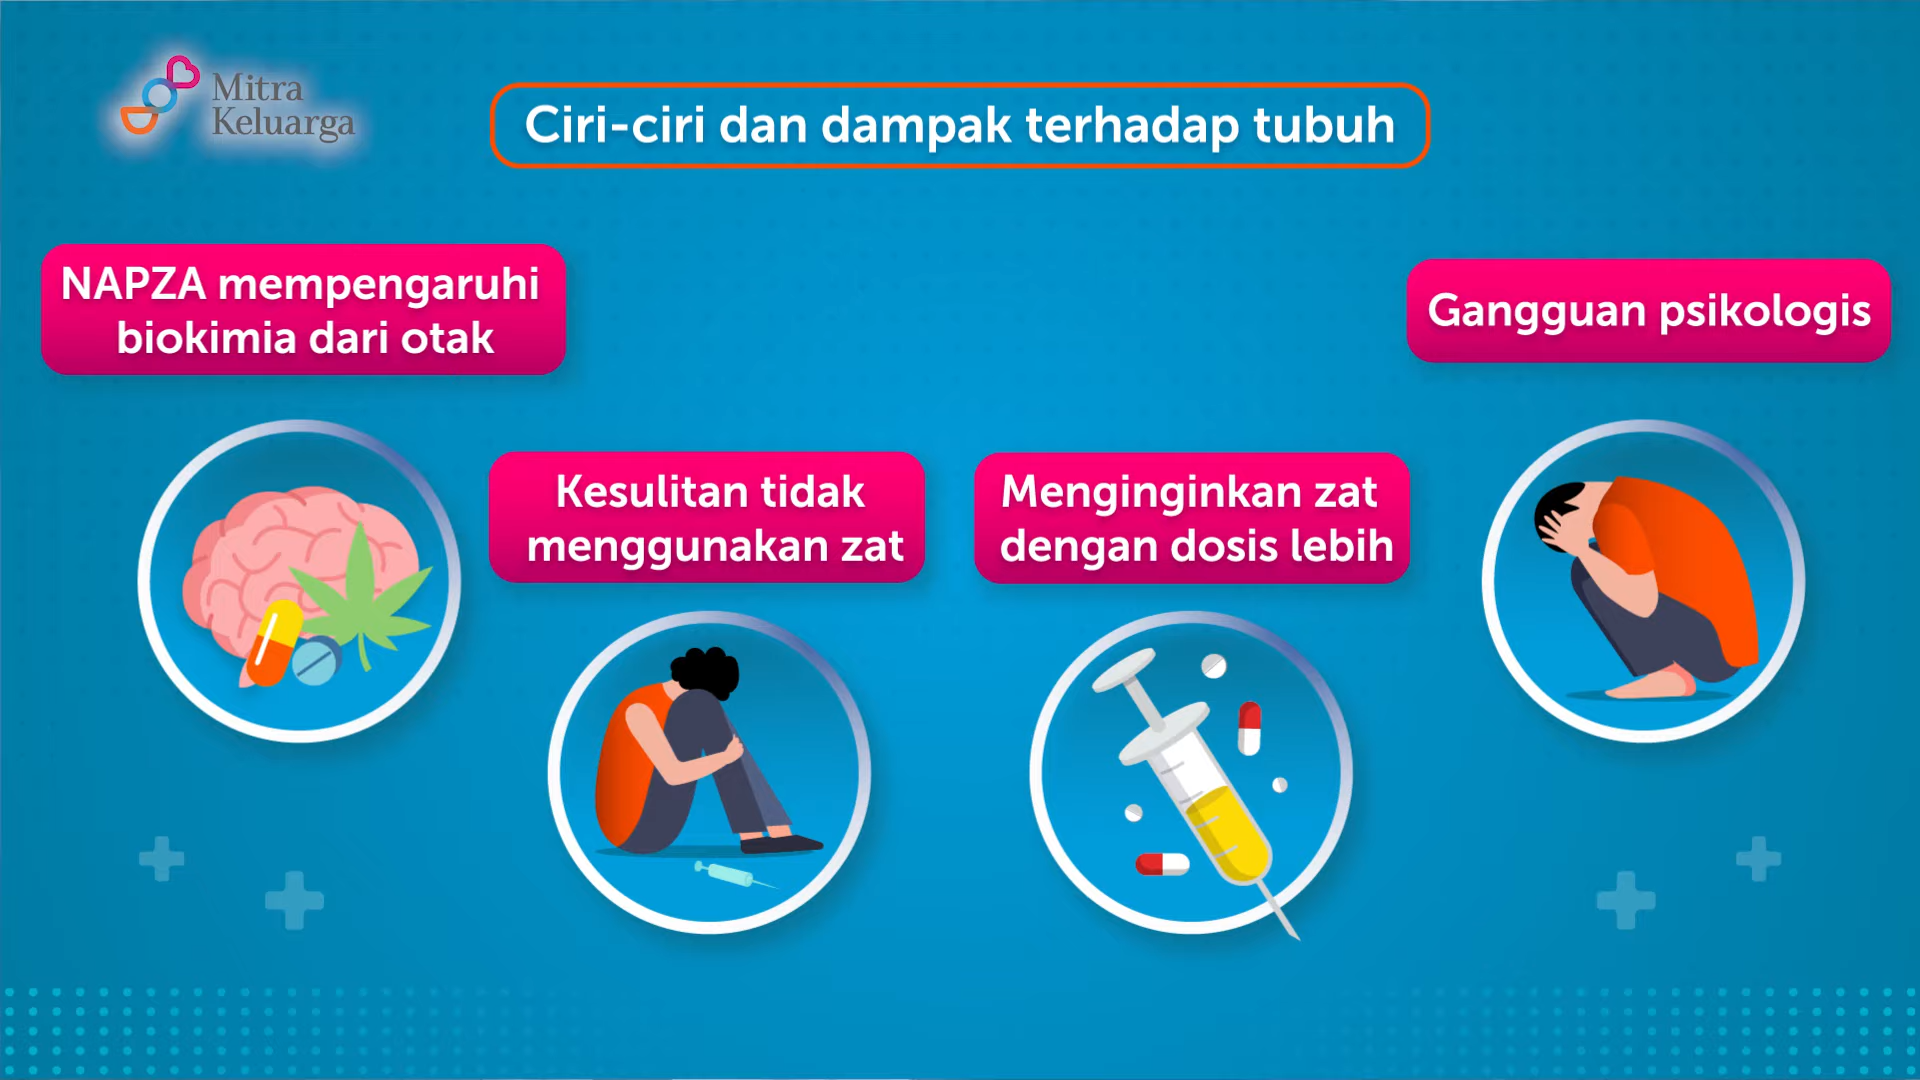 Mitra
Keluarga
Ciri-ciri dan dampak terhadap tubuh
NAPZA mempengaruhi
biokimia dari otak
Kesulitan tidak
menggunakan zat
Menginginkan zat
dengan dosis lebih
Gangguan psikologis